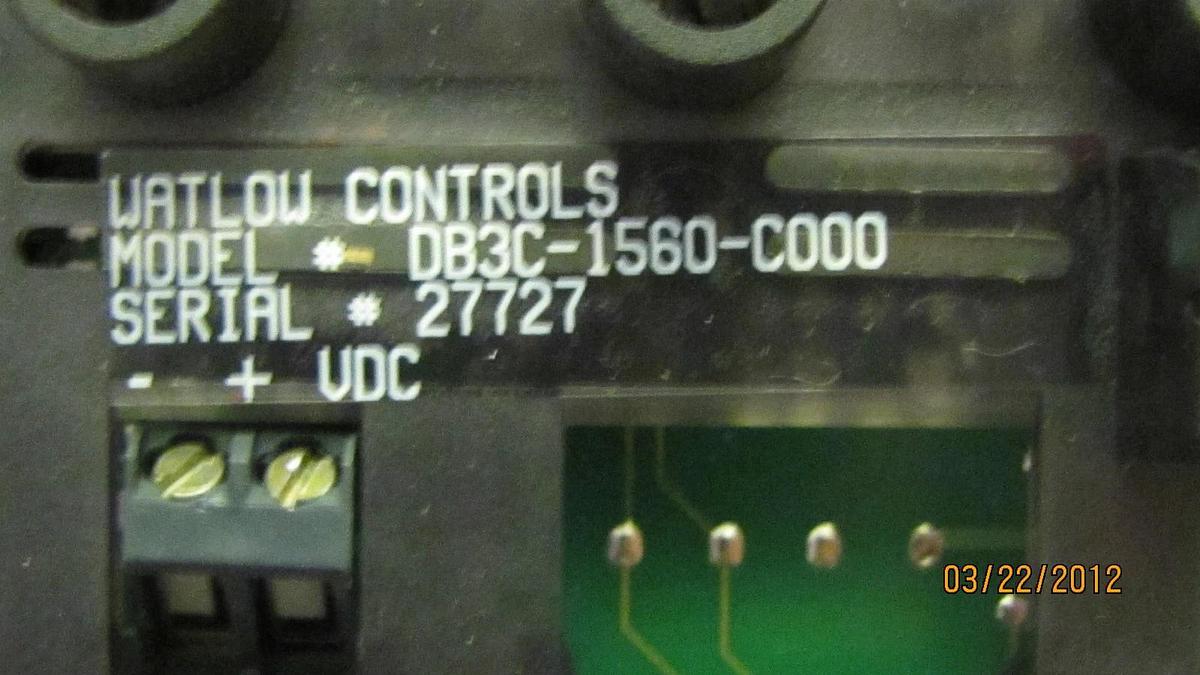 WATLOW CONTROLS
MODEL # DB3C-1560-C000
SERIAL # 27727
- + VDC
03/22/2012